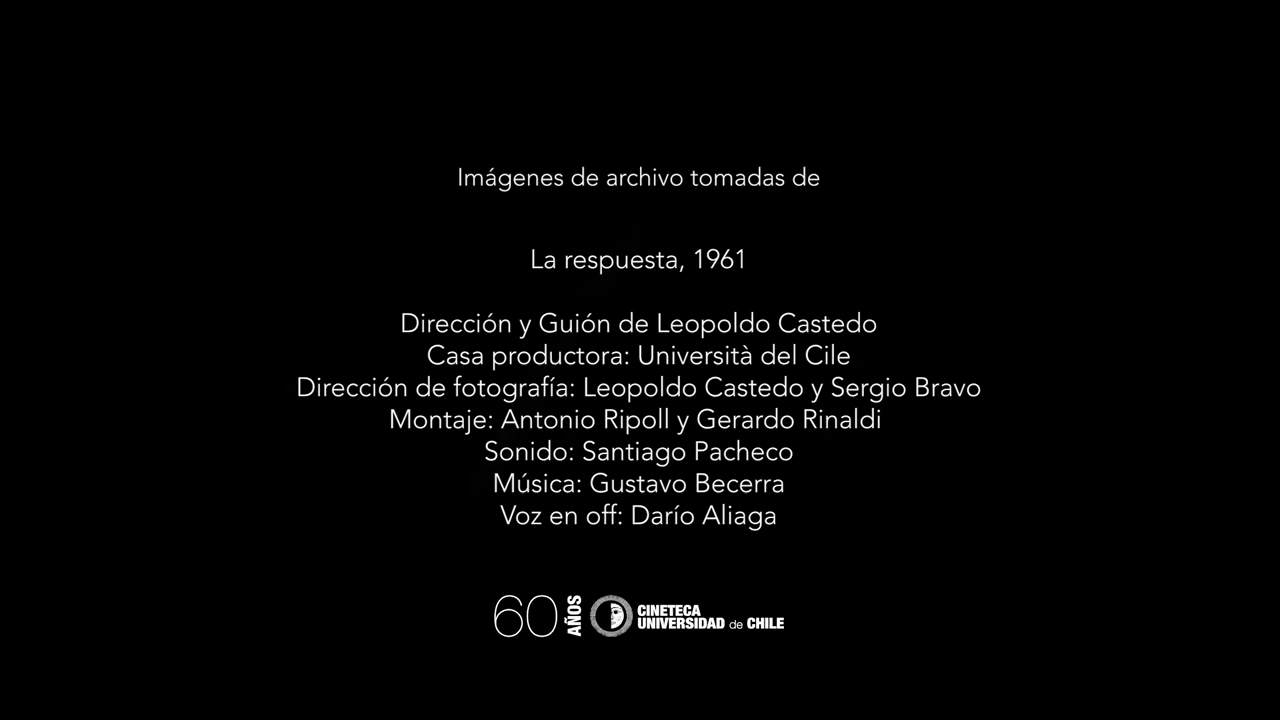 Imágenes de archivo tomadas de
La respuesta, 1961
Dirección y Guión de Leopoldo Castedo
Casa productora: Università del Cile
Dirección de fotografía: Leopoldo Castedo y Sergio Bravo
Montaje: Antonio Ripoll y Gerardo Rinaldi
Sonido: Santiago Pacheco
Música: Gustavo Becerra
Voz en off: Darío Aliaga
60 AÑOS
CINETECA
UNIVERSIDAD de CHILE